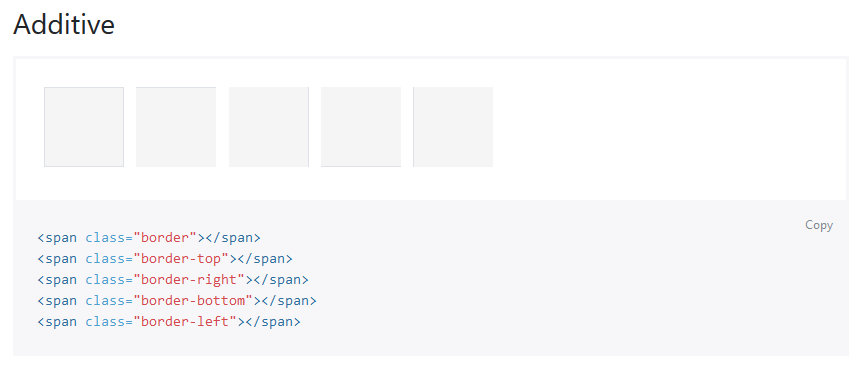 Additive
Copy
<span class="border"></span>
<span class="border-top"></span>
<span class="border-right"></span>
<span class="border-bottom"></span>
<span class="border-left"></span>